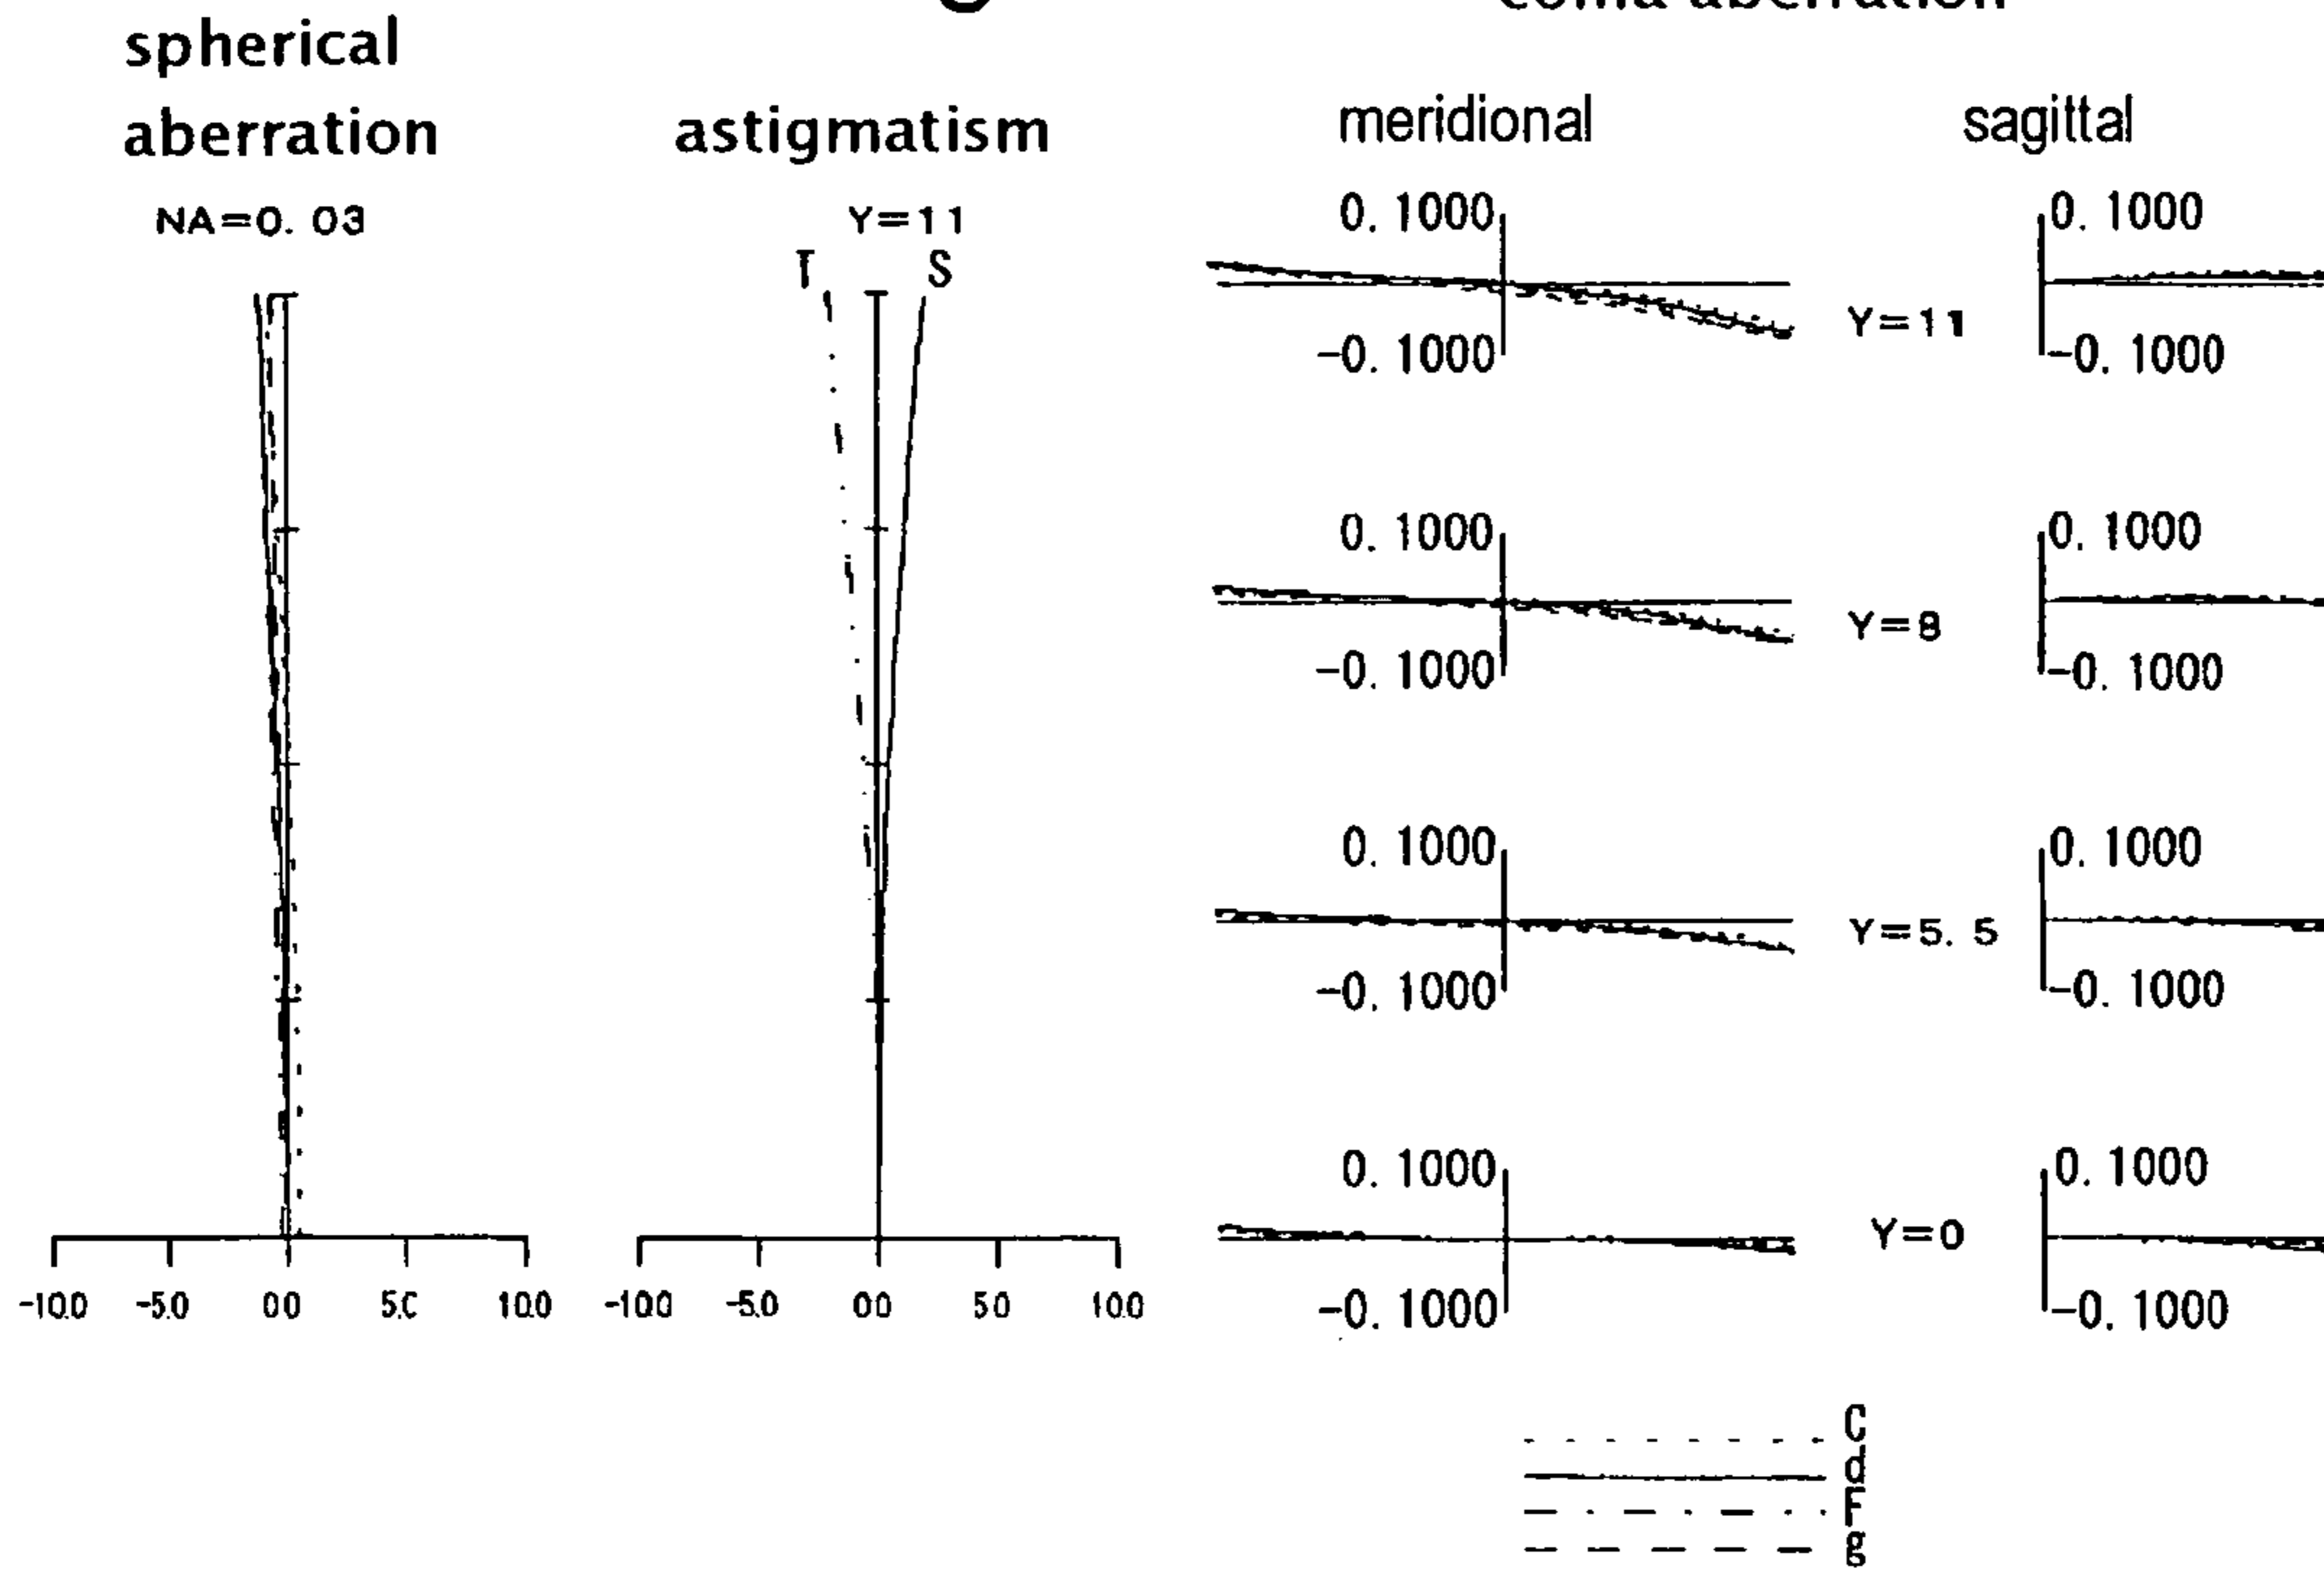 coma aberration
spherical
aberration
astigmatism
meridional
sagittal
NA=0. 03
Y=11
T
S
0. 1000
-0. 1000
Y=11
0. 1000
-0. 1000
0. 1000
-0. 1000
Y=8
0. 1000
-0. 1000
0. 1000
-0. 1000
Y=5. 5
0. 1000
-0. 1000
0. 1000
-0. 1000
Y=0
0. 1000
-0. 1000
-10.0 -5.0 0.0 5.0 10.0
-10.0 -5.0 0.0 5.0 10.0
C
d
F
g